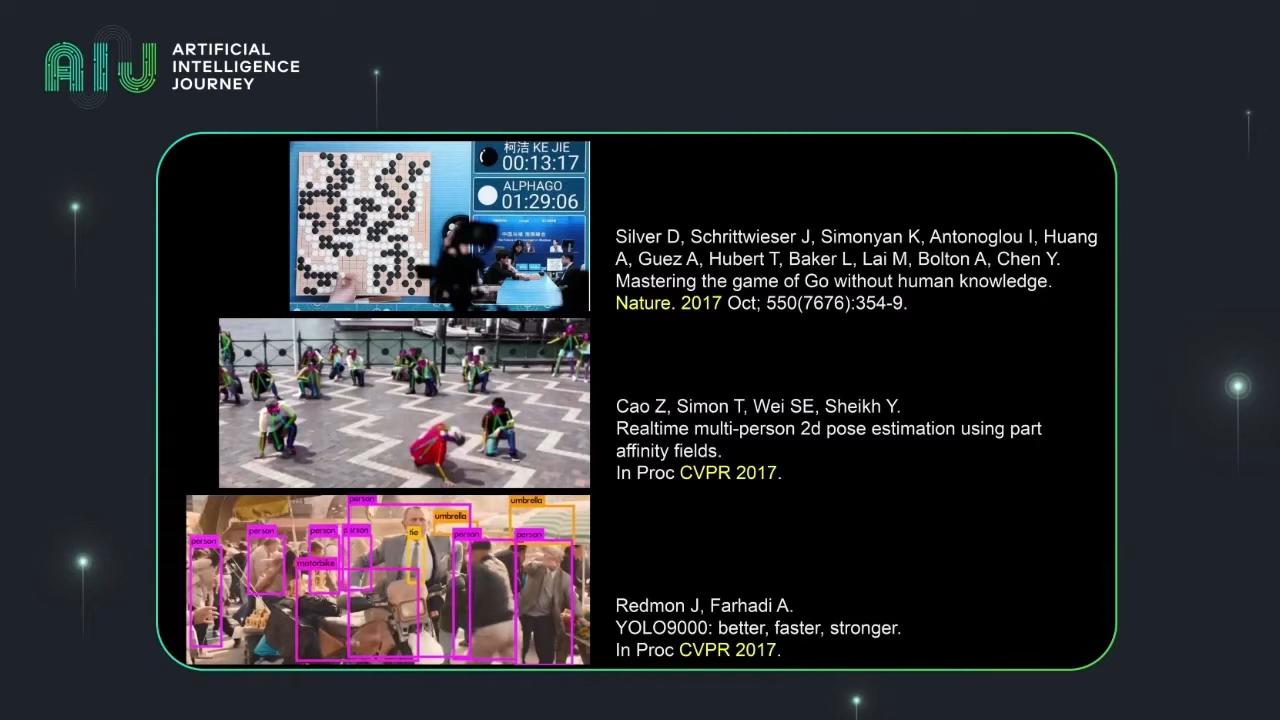 ARTIFICIAL
INTELLIGENCE
JOURNEY
柯洁 KE JIE
00:13:17
ALPHAGO
01:29:06
Silver D, Schrittwieser J, Simonyan K, Antonoglou I, Huang
A, Guez A, Hubert T, Baker L, Lai M, Bolton A, Chen Y.
Mastering the game of Go without human knowledge.
Nature. 2017 Oct; 550(7676):354-9.
Cao Z, Simon T, Wei SE, Sheikh Y.
Realtime multi-person 2d pose estimation using part
affinity fields.
In Proc CVPR 2017.
person
umbrella
umbrella
person
person
person
person
tie
person
person
motorbike
Redmon J, Farhadi A.
YOLO9000: better, faster, stronger.
In Proc CVPR 2017.